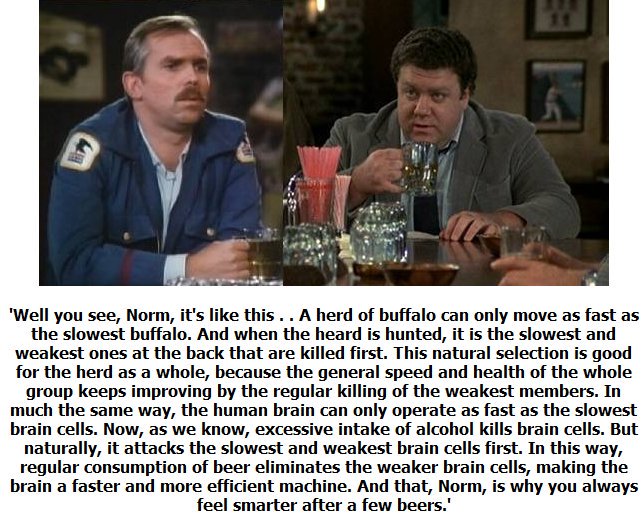 'Well you see, Norm, it's like this . . A herd of buffalo can only move as fast as
the slowest buffalo. And when the heard is hunted, it is the slowest and
weakest ones at the back that are killed first. This natural selection is good
for the herd as a whole, because the general speed and health of the whole
group keeps improving by the regular killing of the weakest members. In
much the same way, the human brain can only operate as fast as the slowest
brain cells. Now, as we know, excessive intake of alcohol kills brain cells. But
naturally, it attacks the slowest and weakest brain cells first. In this way,
regular consumption of beer eliminates the weaker brain cells, making the
brain a faster and more efficient machine. And that, Norm, is why you always
feel smarter after a few beers.'